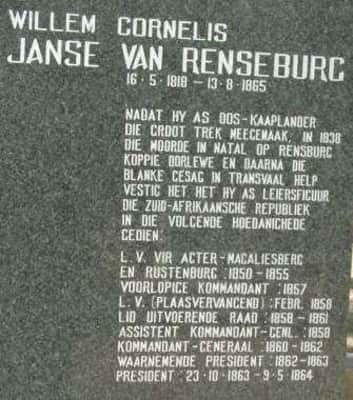 WILLEM CORNELIS
JANSE VAN RENSEBURG
16·5·1818 – 13·8·1865
NADAT HY AS OOS-KAAPLANDER
DIE GROOT TREK MEEGEMAAK, IN 1838
DIE MOORDE IN NATAL OP RENSBURG
KOPPIE OORLEWE EN DAARNA DIE
BLANKE GESAG IN TRANSVAAL HELP
VESTIG HET HET HY AS LEIERSFIGUUR
DIE ZUID-AFRIKAANSCHE REPUBLIEK
IN DIE VOLGENDE HOEDANIGHEDE
GEDIEN:
L.V. VIR AGTER-MAGALIESBERG
EN RUSTENBURG :1850–1855
VOORLOPIGE KOMMANDANT :1857
L.V. (PLAASVERVANGEND) :FEBR. 1858
LID UITVOERENDE RAAD :1858–1861
ASSISTENT KOMMANDANT-GENL. :1858
KOMMANDANT-GENERAAL :1860–1862
WAARNEMENDE PRESIDENT :1862–1863
PRESIDENT :23·10·1863–9·5·1864